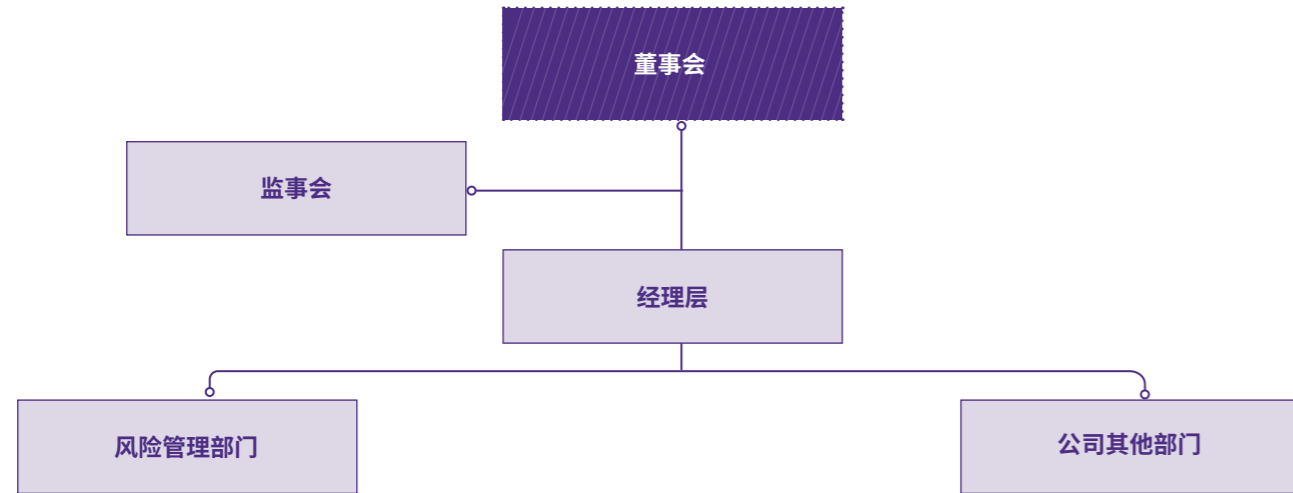 董事会
监事会
经理层
风险管理部门
公司其他部门